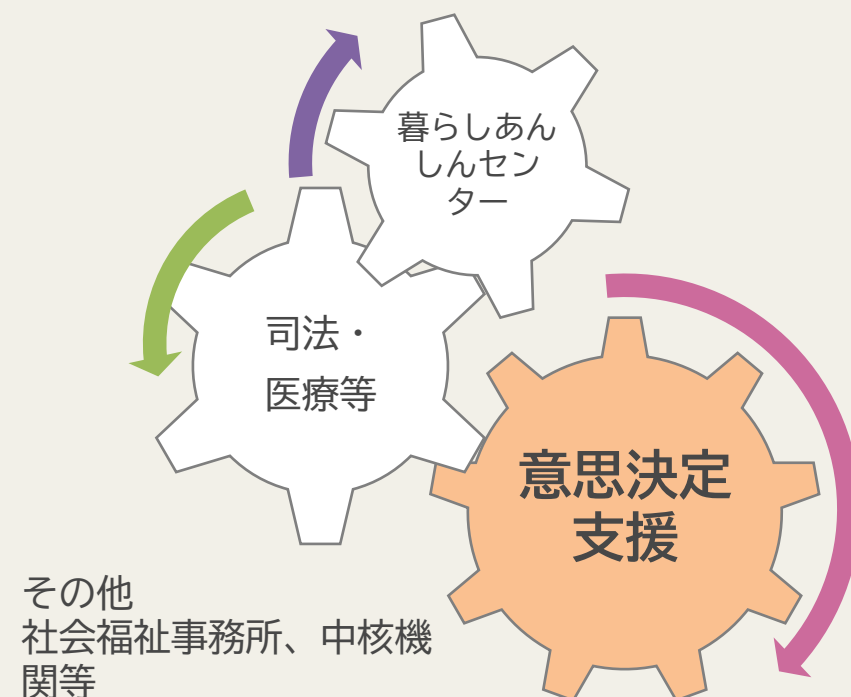 暮らしあん
しんセン
ター
司法・
医療等
意思決定
支援
その他
社会福祉事務所、中核機
関等